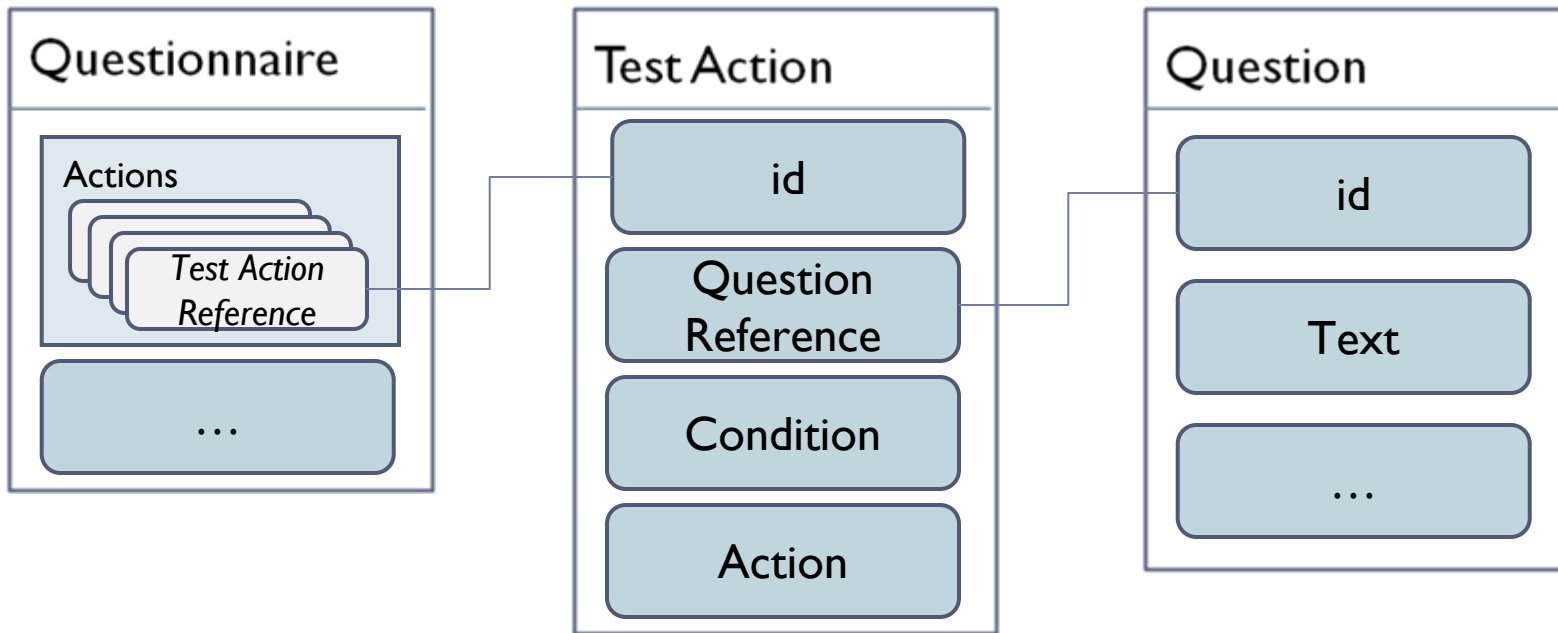 Questionnaire
Actions
Test Action
Reference
…
Test Action
id
Question
Reference
Condition
Action
Question
id
Text
…